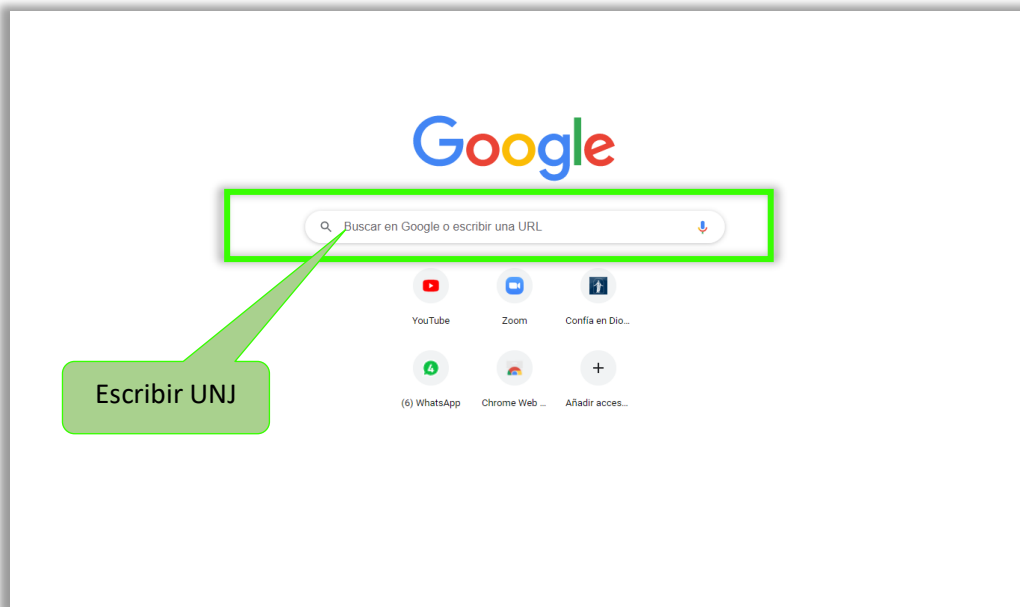 Google
Buscar en Google o escribir una URL
YouTube
Zoom
Confía en Dio...
4
(6) WhatsApp
Chrome Web ...
Añadir acces...
Escribir UNJ